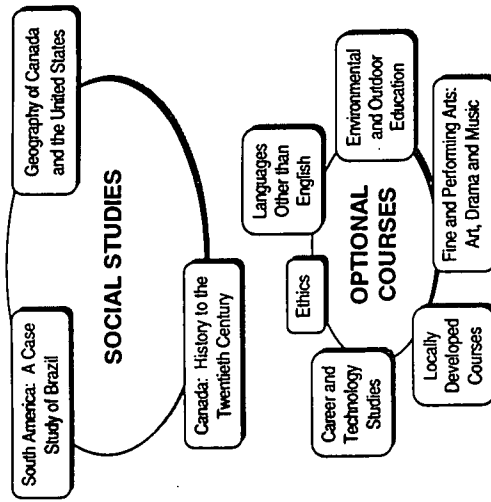 South America: A Case
Study of Brazil
Geography of Canada
and the United States
SOCIAL STUDIES
Canada: History to the
Twentieth Century
Ethics
Languages
Other than
English
Career and
Technology
Studies
OPTIONAL
COURSES
Environmental
and Outdoor
Education
Locally
Developed
Courses
Fine and Performing Arts:
Art, Drama and Music